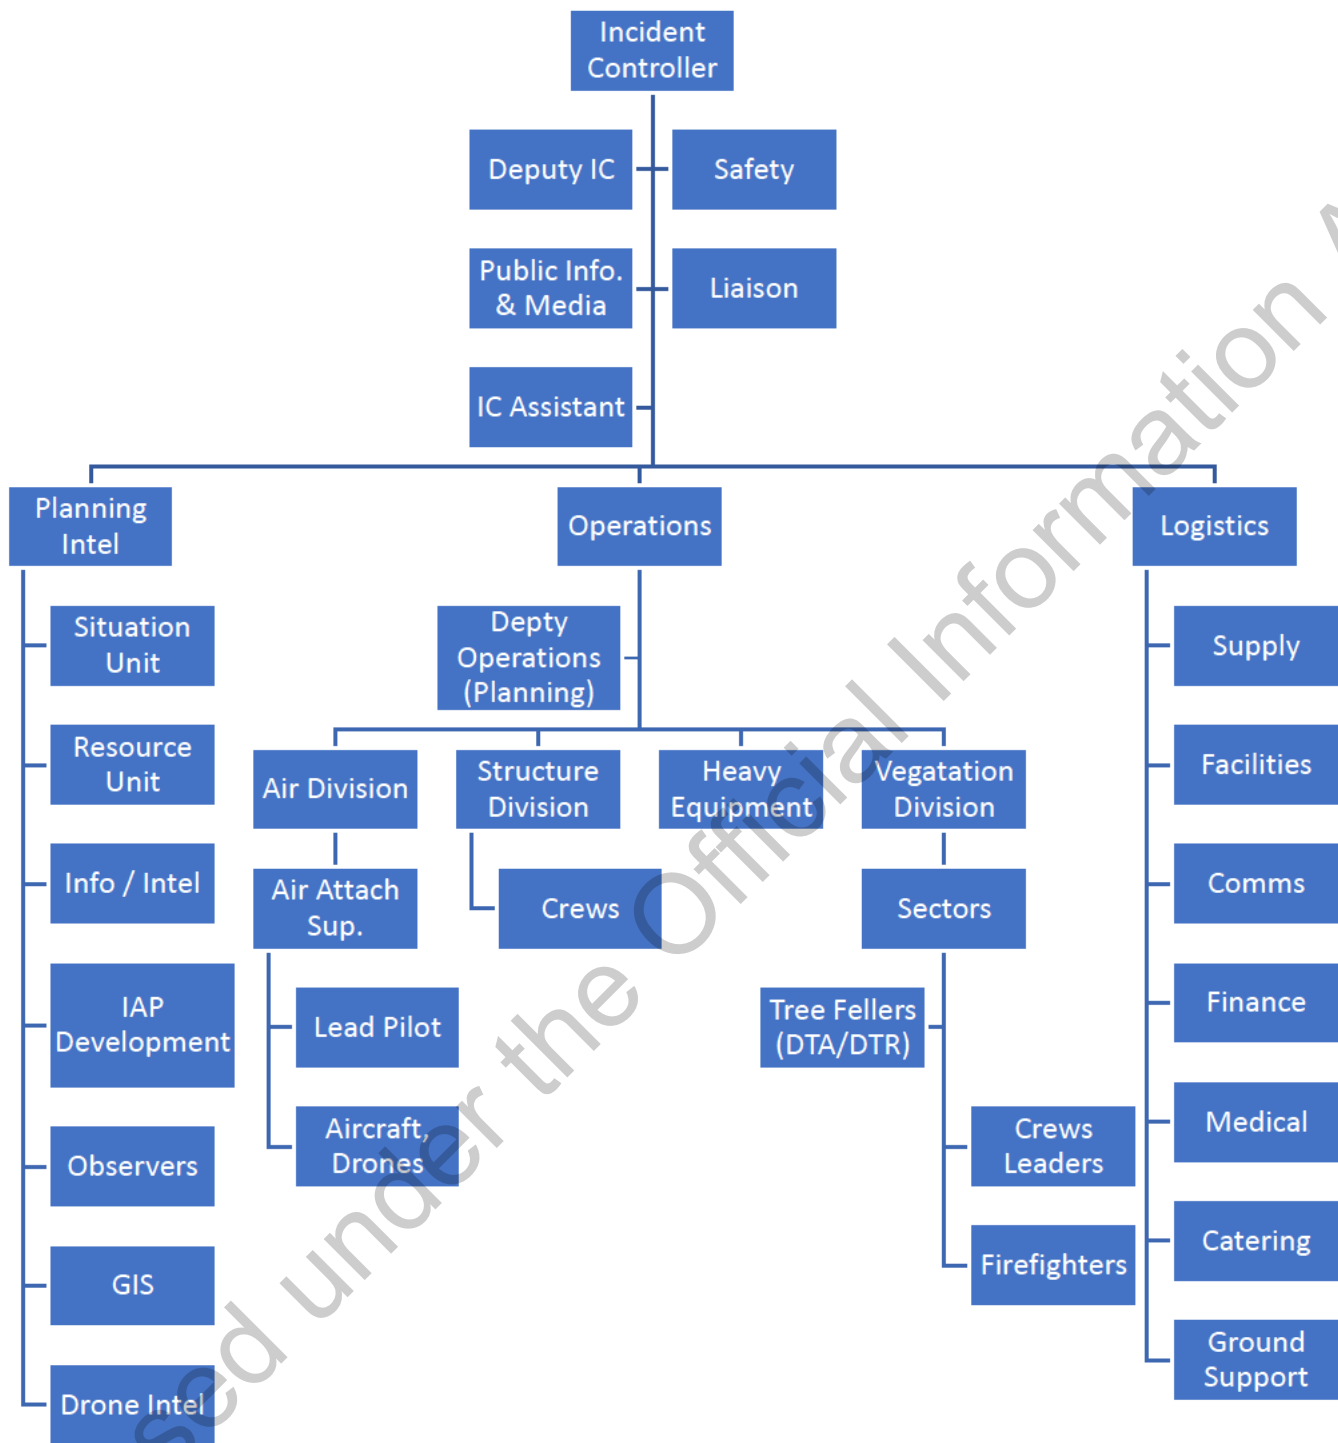 Incident
Controller
Deputy IC
Safety
Public Info.
& Media
Liaison
IC Assistant
Planning
Intel
Operations
Logistics
Situation
Unit
Depty
Operations
(Planning)
Supply
Resource
Unit
Air Division
Structure
Division
Heavy
Equipment
Vegatation
Division
Facilities
Info / Intel
Air Attach
Sup.
Crews
Sectors
Comms
IAP
Development
Lead Pilot
Tree Fellers
(DTA/DTR)
Finance
Observers
Aircraft,
Drones
Crews
Leaders
Medical
GIS
Firefighters
Catering
Drone Intel
Ground
Support
under the Official Information